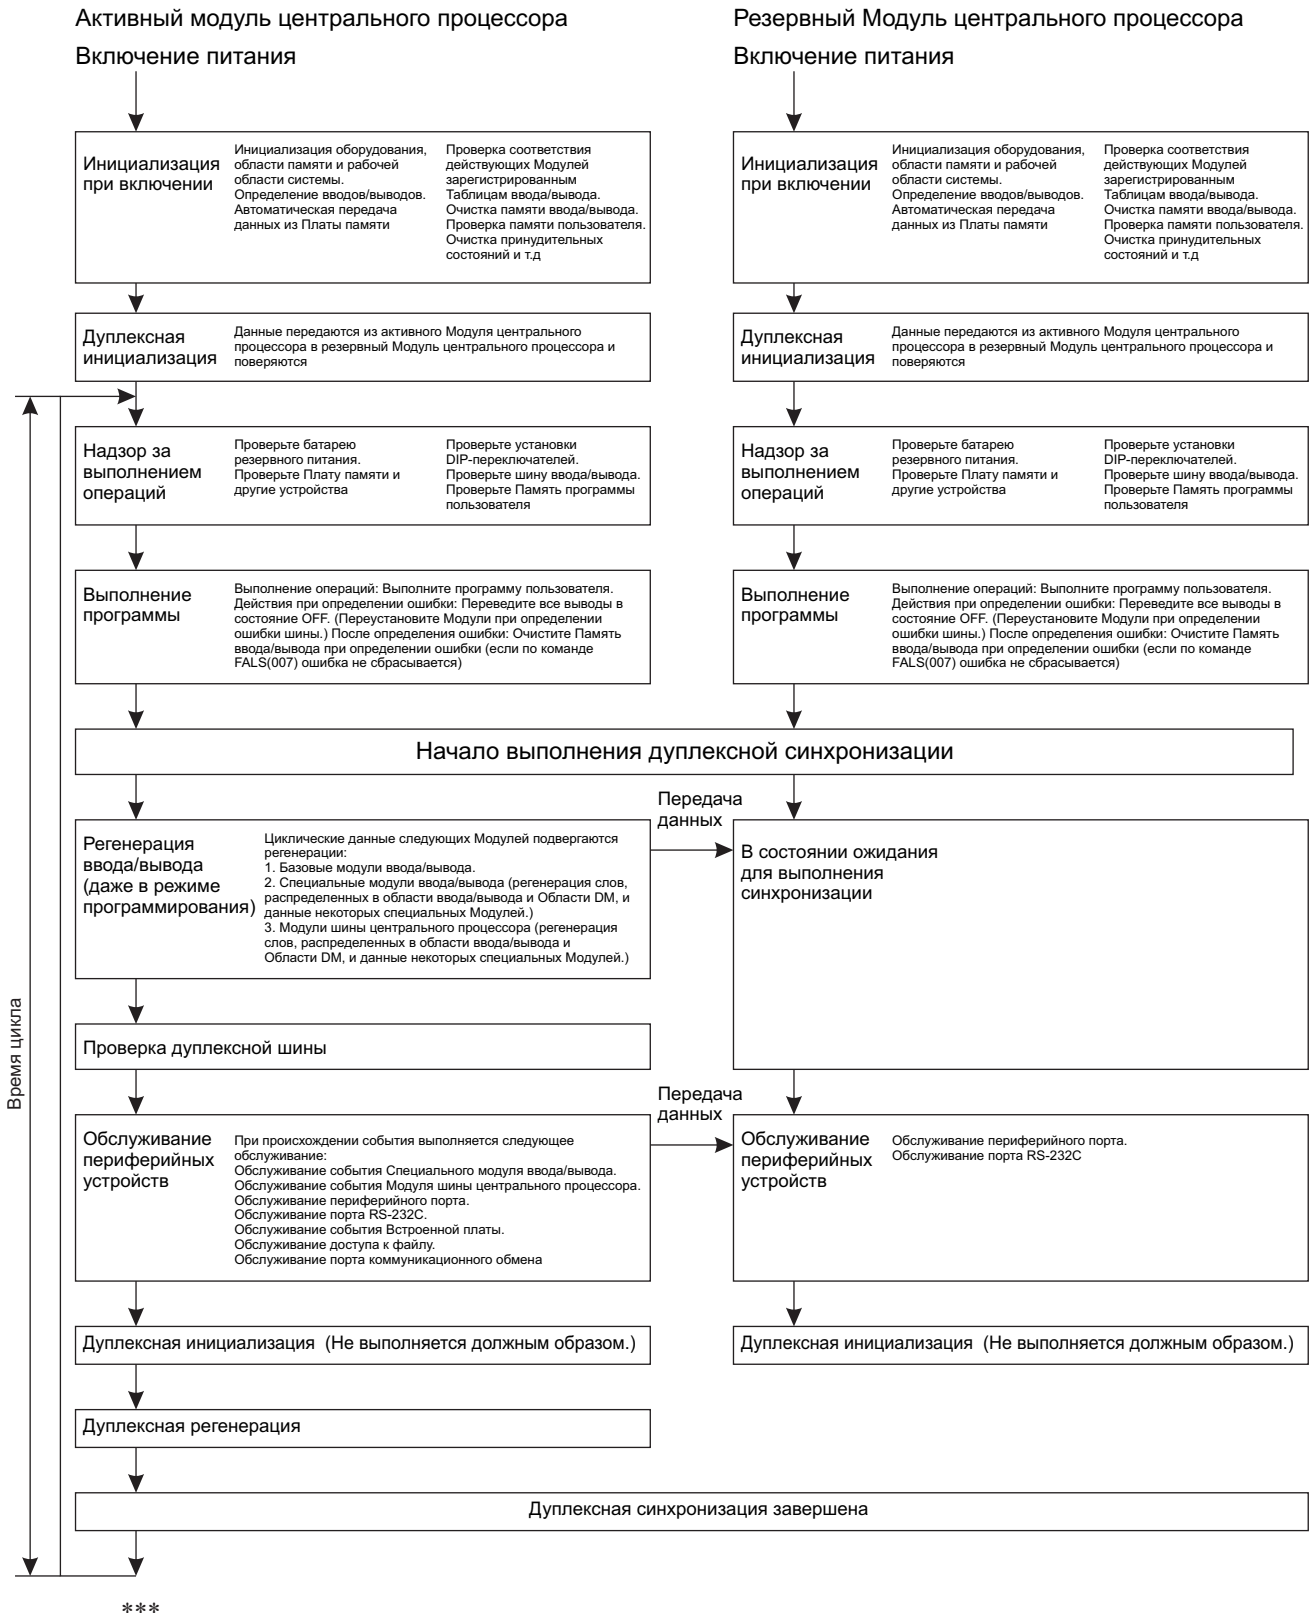 Активный модуль центрального процессора
Включение питания
Резервный Модуль центрального процессора
Включение питания
Инициализация
при включении
Инициализация оборудования,
области памяти и рабочей
области системы.
Определение вводов/выводов.
Автоматическая передача
данных из Платы памяти
Проверка соответствия
действующих Модулей
зарегистрированным
Таблицам ввода/вывода.
Очистка памяти ввода/вывода.
Проверка памяти пользователя.
Очистка принудительных
состояний и т.д
Инициализация
при включении
Инициализация оборудования,
области памяти и рабочей
области системы.
Определение вводов/выводов.
Автоматическая передача
данных из Платы памяти
Проверка соответствия
действующих Модулей
зарегистрированным
Таблицам ввода/вывода.
Очистка памяти ввода/вывода.
Проверка памяти пользователя.
Очистка принудительных
состояний и т.д
Дуплексная
инициализация
Данные передаются из активного Модуля центрального
процессора в резервный Модуль центрального процессора и
поверяются
Дуплексная
инициализация
Данные передаются из активного Модуля центрального
процессора в резервный Модуль центрального процессора и
поверяются
Надзор за
выполнением
операций
Проверьте батарею
резервного питания.
Проверьте Плату памяти и
другие устройства
Проверьте установки
DIP-переключателей.
Проверьте шину ввода/вывода.
Проверьте Память программы
пользователя
Надзор за
выполнением
операций
Проверьте батарею
резервного питания.
Проверьте Плату памяти и
другие устройства
Проверьте установки
DIP-переключателей.
Проверьте шину ввода/вывода.
Проверьте Память программы
пользователя
Выполнение
программы
Выполнение операций: Выполните программу пользователя.
Действия при определении ошибки: Переведите все выводы в
состояние OFF. (Переустановите Модули при определении
ошибки шины.) После определения ошибки: Очистите Память
ввода/вывода при определении ошибки (если по команде
FALS(007) ошибка не сбрасывается)
Выполнение
программы
Выполнение операций: Выполните программу пользователя.
Действия при определении ошибки: Переведите все выводы в
состояние OFF. (Переустановите Модули при определении
ошибки шины.) После определения ошибки: Очистите Память
ввода/вывода при определении ошибки (если по команде
FALS(007) ошибка не сбрасывается)
Начало выполнения дуплексной синхронизации
Регенерация
ввода/вывода
(даже в режиме
программирования)
Циклические данные следующих Модулей подвергаются
регенерации:
1. Базовые модули ввода/вывода.
2. Специальные модули ввода/вывода (регенерация слов,
распределенных в области ввода/вывода и Области DM, и
данные некоторых специальных Модулей.)
3. Модули шины центрального процессора (регенерация
слов, распределенных в области ввода/вывода и
Области DM, и данные некоторых специальных Модулей.)
Передача
данных
В состоянии ожидания
для выполнения
синхронизации
Проверка дуплексной шины
Время цикла
Обслуживание
периферийных
устройств
При происхождении события выполняется следующее
обслуживание:
Обслуживание события Специального модуля ввода/вывода.
Обслуживание события Модуля шины центрального процессора.
Обслуживание периферийного порта.
Обслуживание порта RS-232C.
Обслуживание события Встроенной платы.
Обслуживание доступа к файлу.
Обслуживание порта коммуникационного обмена
Передача
данных
Обслуживание
периферийных
устройств
Обслуживание периферийного порта.
Обслуживание порта RS-232C
Дуплексная инициализация (Не выполняется должным образом.)
Дуплексная инициализация (Не выполняется должным образом.)
Дуплексная регенерация
Дуплексная синхронизация завершена
***